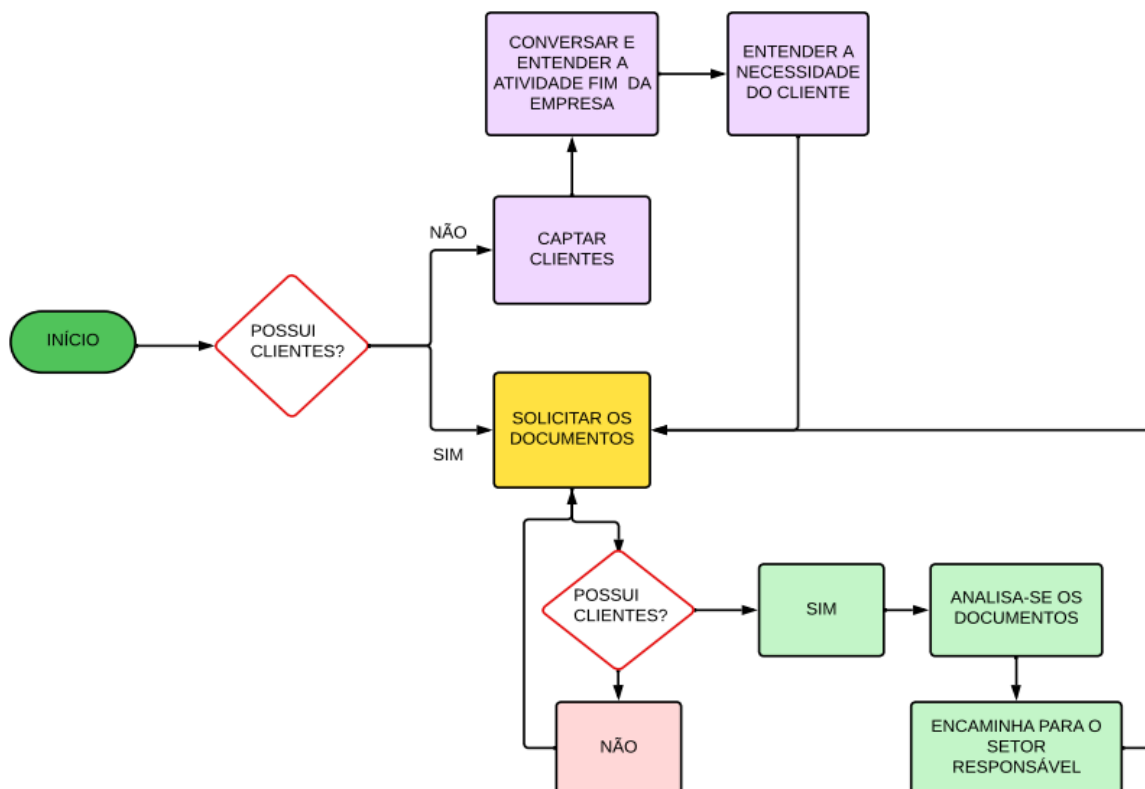 CONVERSAR E
ENTENDER A
ATIVIDADE FIM DA
EMPRESA
ENTENDER A
NECESSIDADE
DO CLIENTE
NÃO
CAPTAR
CLIENTES
INÍCIO
POSSUI
CLIENTES?
SOLICITAR OS
DOCUMENTOS
SIM
POSSUI
CLIENTES?
SIM
ANALISA-SE OS
DOCUMENTOS
NÃO
ENCAMINHA PARA O
SETOR
RESPONSÁVEL